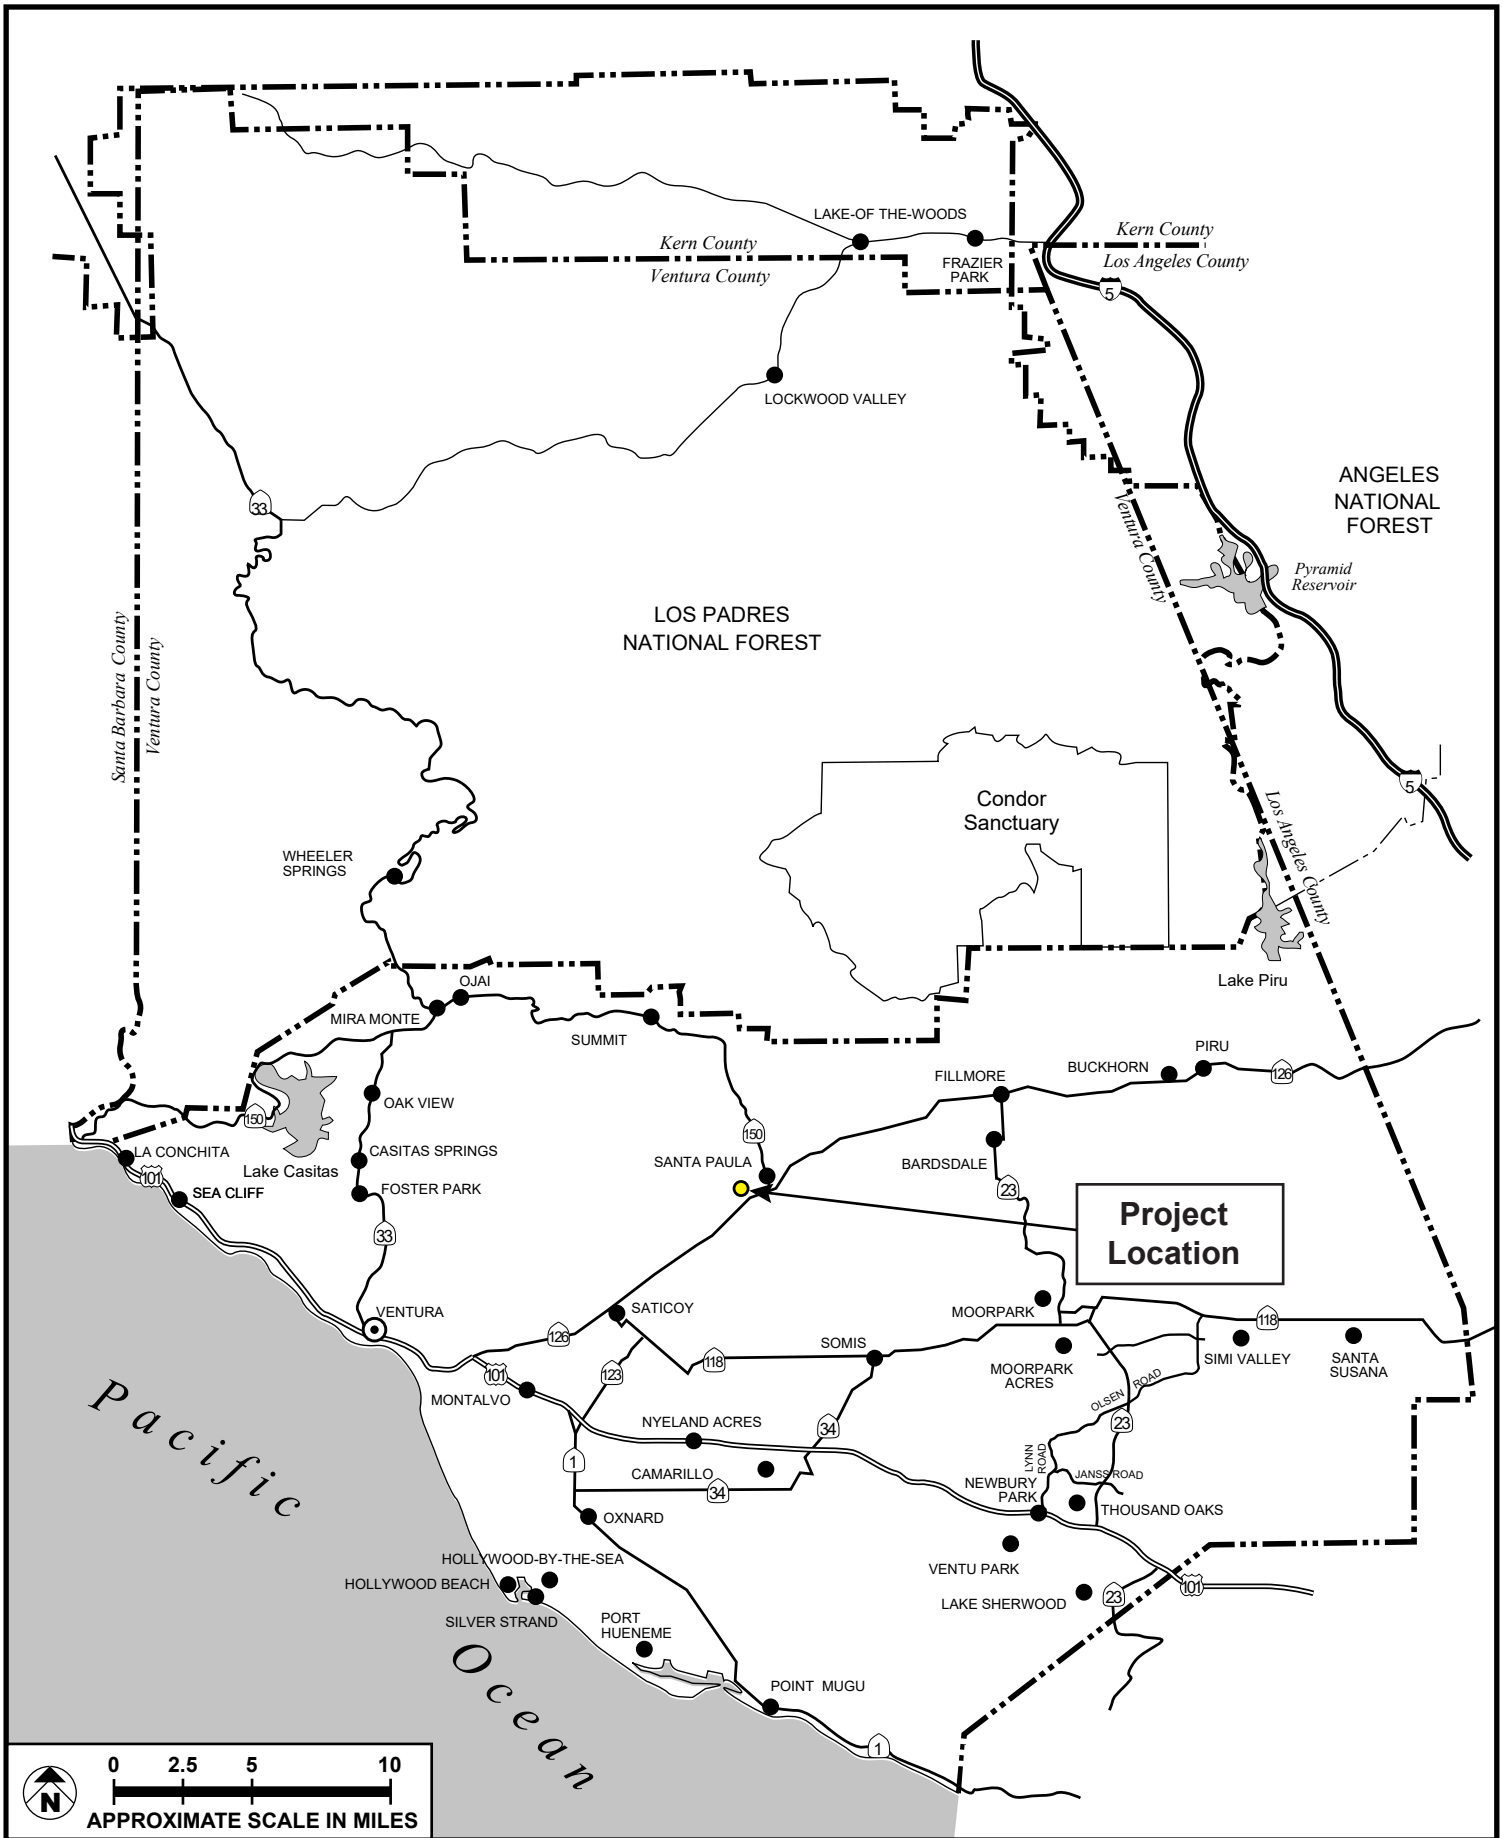 LAKE-OF THE-WOODS
Kern County
Ventura County
FRAZIER
PARK
Kern County
Los Angeles County
5
LOCKWOOD VALLEY
33
ANGELES
NATIONAL
FOREST
Ventura County
Pyramid
Reservoir
LOS PADRES
NATIONAL FOREST
Santa Barbara County
Ventura County
Condor
Sanctuary
5
Los Angeles County
WHEELER
SPRINGS
Lake Piru
OJAI
MIRA MONTE
SUMMIT
PIRU
BUCKHORN
126
FILLMORE
OAK VIEW
150
150
LA CONCHITA
CASITAS SPRINGS
Lake Casitas
SANTA PAULA
BARDSDALE
101
SEA CLIFF
FOSTER PARK
23
33
Project
Location
VENTURA
SATICOY
MOORPARK
118
126
SOMIS
118
SIMI VALLEY
SANTA
SUSANA
MOORPARK
ACRES
101
123
MONTALVO
OLSEN ROAD
NYELAND ACRES
34
23
1
LYNN
ROAD
CAMARILLO
34
JANSS ROAD
NEWBURY
PARK
THOUSAND OAKS
OXNARD
HOLLYWOOD-BY-THE-SEA
VENTU PARK
HOLLYWOOD BEACH
101
LAKE SHERWOOD
23
SILVER STRAND
PORT
HUENEME
POINT MUGU
1
Pacific
Ocean
0 2.5 5 10
N
APPROXIMATE SCALE IN MILES